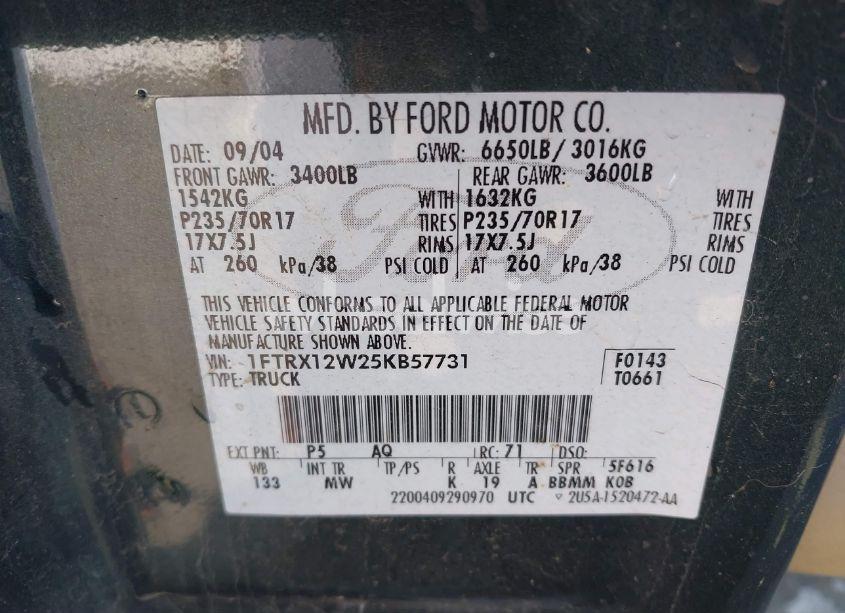 MFD. BY FORD MOTOR CO.
DATE: 09/04 GVWR: 6650LB/ 3016KG
FRONT GAWR: 3400LB REAR GAWR: 3600LB
1542KG WITH 1632KG WITH
P235/70R17 TIRES P235/70R17 TIRES
17X7.5J RIMS 17X7.5J RIMS
AT 260 kPa/38 PSI COLD AT 260 kPa/38 PSI COLD
Ford
THIS VEHICLE CONFORMS TO ALL APPLICABLE FEDERAL MOTOR
VEHICLE SAFETY STANDARDS IN EFFECT ON THE DATE OF
MANUFACTURE SHOWN ABOVE.
VIN: 1FTRX12W25KB57731 F0143
TYPE: TRUCK T0661
EXT PNT: P5 AQ RC: 71 DSO:
WB INT TR TP/PS R AXLE TR SPR 5F616
133 MW K 19 A BBMM KOB
2200409290970 UTC 2U5A-1520472-AA